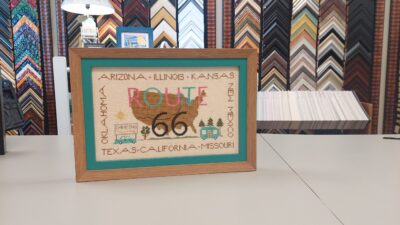 ARIZONA - ILLINOIS - KANSAS
OKLAHOMA
ROUTE
66
NEW MEXICO
TEXAS - CALIFORNIA - MISSOURI